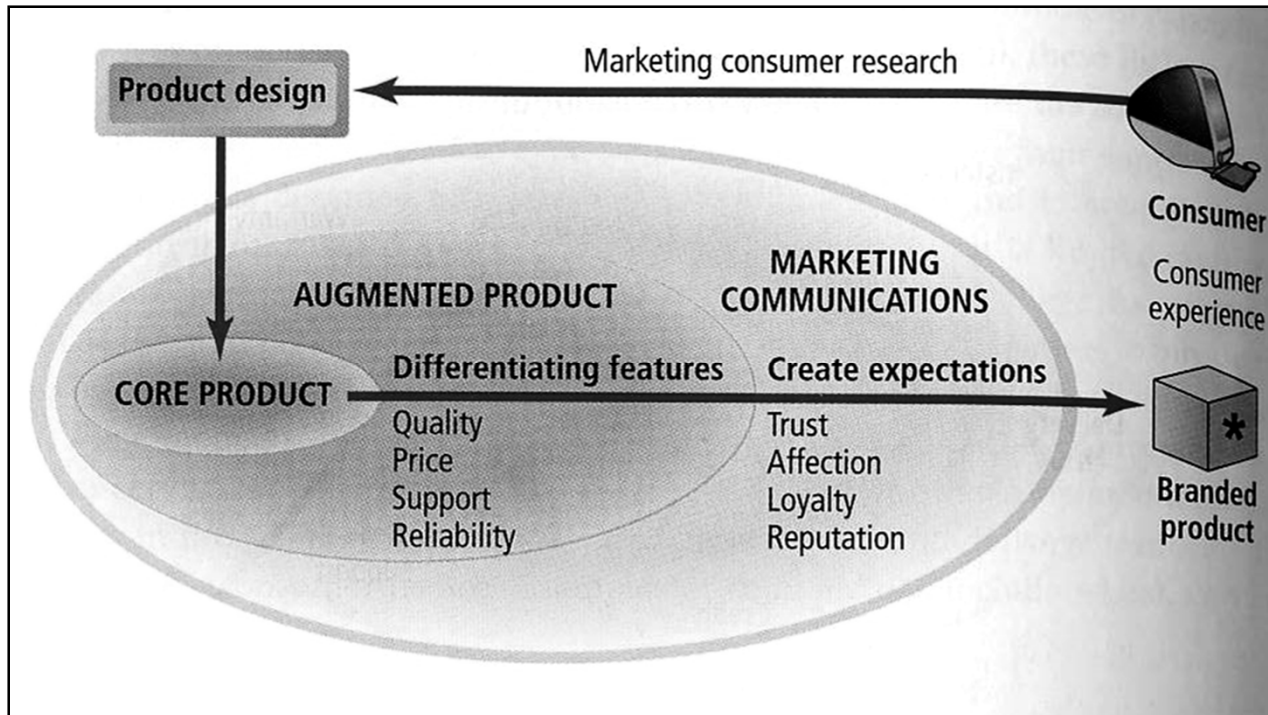 Marketing consumer research
Product design
Consumer
Consumer
experience
AUGMENTED PRODUCT
MARKETING
COMMUNICATIONS
CORE PRODUCT
Differentiating features
Quality
Price
Support
Reliability
Create expectations
Trust
Affection
Loyalty
Reputation
*
Branded
product